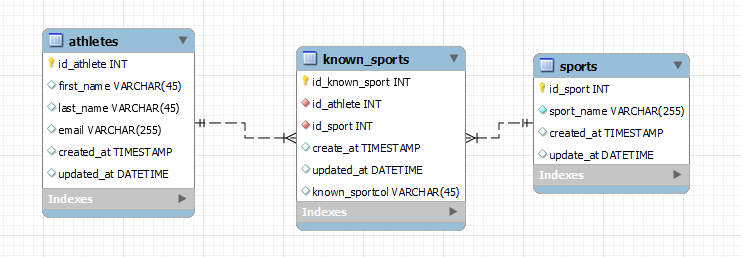 athletes
id_athlete INT
first_name VARCHAR(45)
last_name VARCHAR(45)
email VARCHAR(255)
created_at TIMESTAMP
updated_at DATETIME
Indexes
known_sports
id_known_sport INT
id_athlete INT
id_sport INT
create_at TIMESTAMP
updated_at DATETIME
known_sportcol VARCHAR(45)
Indexes
sports
id_sport INT
sport_name VARCHAR(255)
created_at TIMESTAMP
update_at DATETIME
Indexes